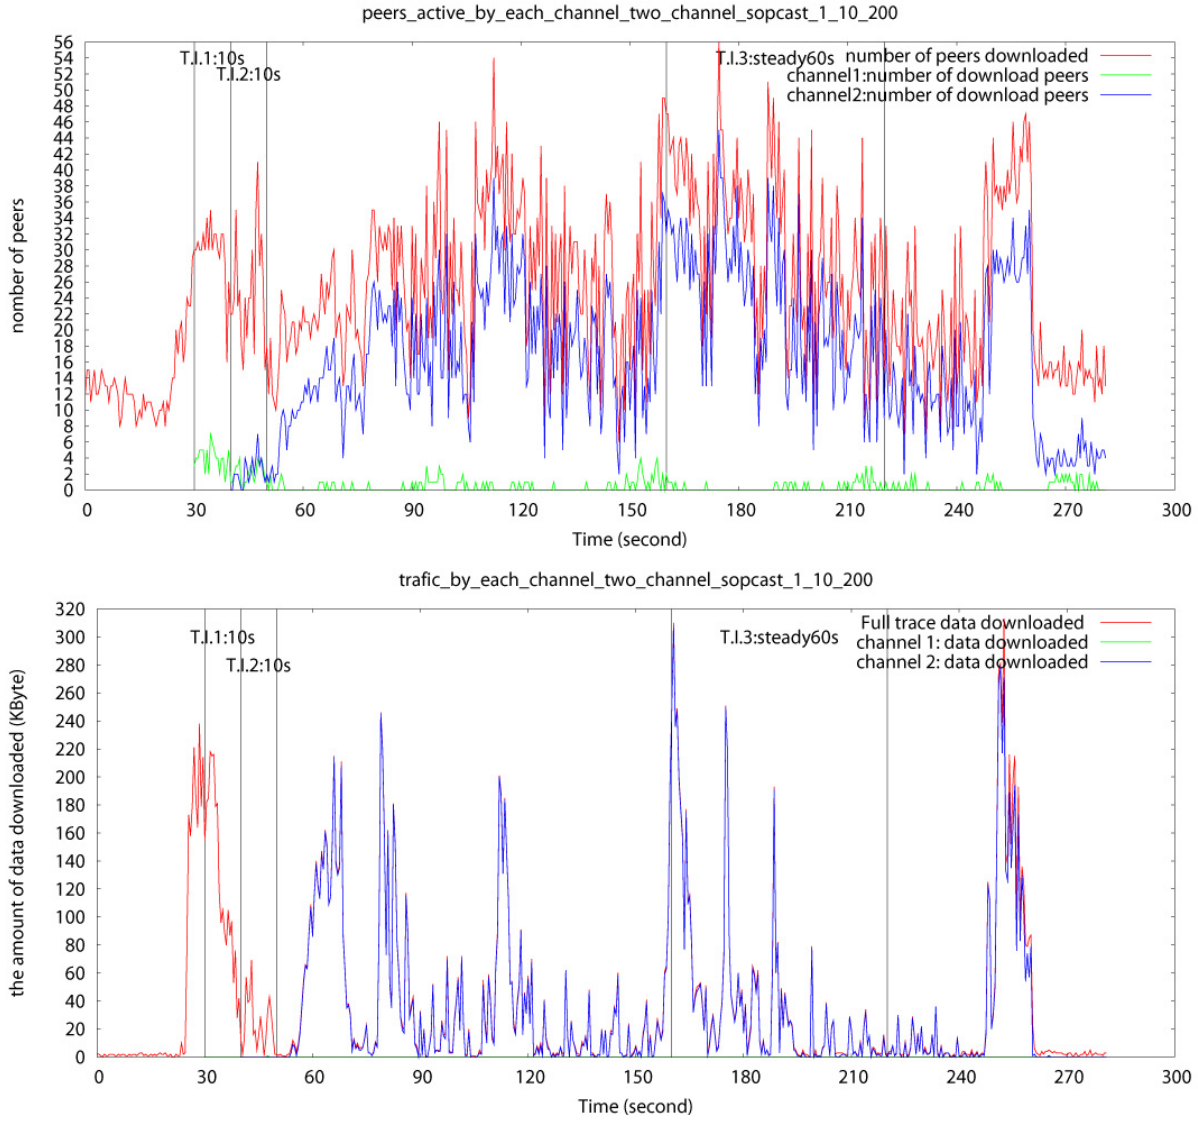 peers_active_by_each_channel_two_channel_sopcast_1_10_200
56
54
52
50
48
46
44
42
40
38
36
34
32
30
28
26
24
22
20
18
16
14
12
10
8
6
4
2
0
nomber of peers
T.I.1:10s
T.I.2:10s
T.I.3:steady60s
number of peers downloaded
channel1:number of download peers
channel2:number of download peers
0 30 60 90 120 150 180 210 240 270 300
Time (second)
trafic_by_each_channel_two_channel_sopcast_1_10_200
320
300
280
260
240
220
200
180
160
140
120
100
80
60
40
20
0
the amount of data downloaded (KByte)
T.I.1:10s
T.I.2:10s
T.I.3:steady60s
Full trace data downloaded
channel 1: data downloaded
channel 2: data downloaded
0 30 60 90 120 150 180 210 240 270 300
Time (second)